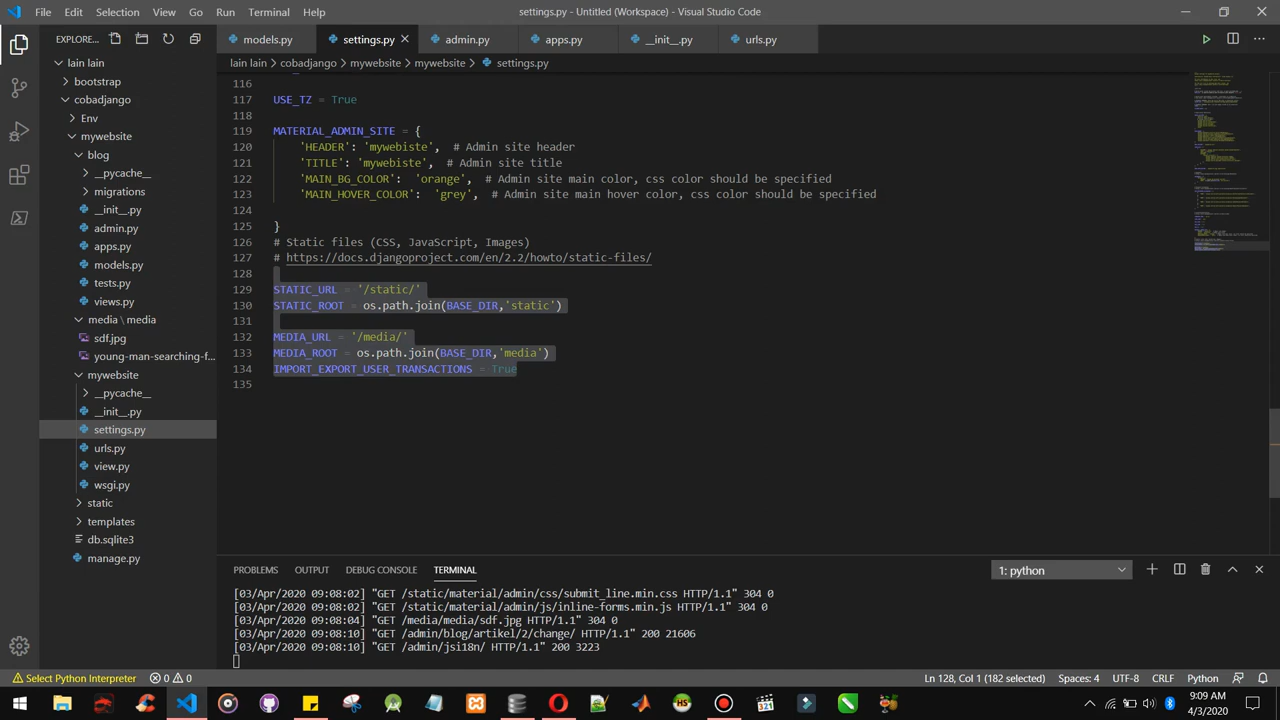 File Edit Selection View Go Run Terminal Help
settings.py - Untitled (Workspace) - Visual Studio Code
EXPLORE...
models.py settings.py admin.py apps.py __init__.py urls.py
lain lain > cobadjango > mywebsite > mywebsite > settings.py
lain lain
bootstrap
cobadjango
Env
mywebsite
blog
__pycache__
migrations
__init__.py
admin.py
apps.py
models.py
tests.py
views.py
media \ media
sdf.jpg
young-man-searching-f...
mywebsite
__pycache__
__init__.py
settings.py
urls.py
view.py
wsgi.py
static
templates
db.sqlite3
manage.py
116
117 USE_TZ = True
118
119 MATERIAL_ADMIN_SITE = {
120 'HEADER': 'mywebiste', # Admin site header
121 'TITLE': 'mywebiste', # Admin site title
122 'MAIN_BG_COLOR': 'orange', # Admin site main color, css color should be specified
123 'MAIN_HOVER_COLOR': 'grey', # Admin site main hover color, css color should be specified
124
125 }
126 # Static files (CSS, JavaScript, Images)
127 # https://docs.djangoproject.com/en/2.2/howto/static-files/
128
129 STATIC_URL = '/static/'
130 STATIC_ROOT = os.path.join(BASE_DIR,'static')
131
132 MEDIA_URL = '/media/'
133 MEDIA_ROOT = os.path.join(BASE_DIR,'media')
134 IMPORT_EXPORT_USER_TRANSACTIONS = True
135
PROBLEMS OUTPUT DEBUG CONSOLE TERMINAL
1: python
[03/Apr/2020 09:08:02] "GET /static/material/admin/css/submit_line.min.css HTTP/1.1" 304 0
[03/Apr/2020 09:08:02] "GET /static/material/admin/js/inline-forms.min.js HTTP/1.1" 304 0
[03/Apr/2020 09:08:04] "GET /media/media/sdf.jpg HTTP/1.1" 304 0
[03/Apr/2020 09:08:10] "GET /admin/blog/artikel/2/change/ HTTP/1.1" 200 21606
[03/Apr/2020 09:08:10] "GET /admin/jsi18n/ HTTP/1.1" 200 3223
Select Python Interpreter 0 0
Ln 128, Col 1 (182 selected) Spaces: 4 UTF-8 CRLF Python
321
HS
9:09 AM
4/3/2020